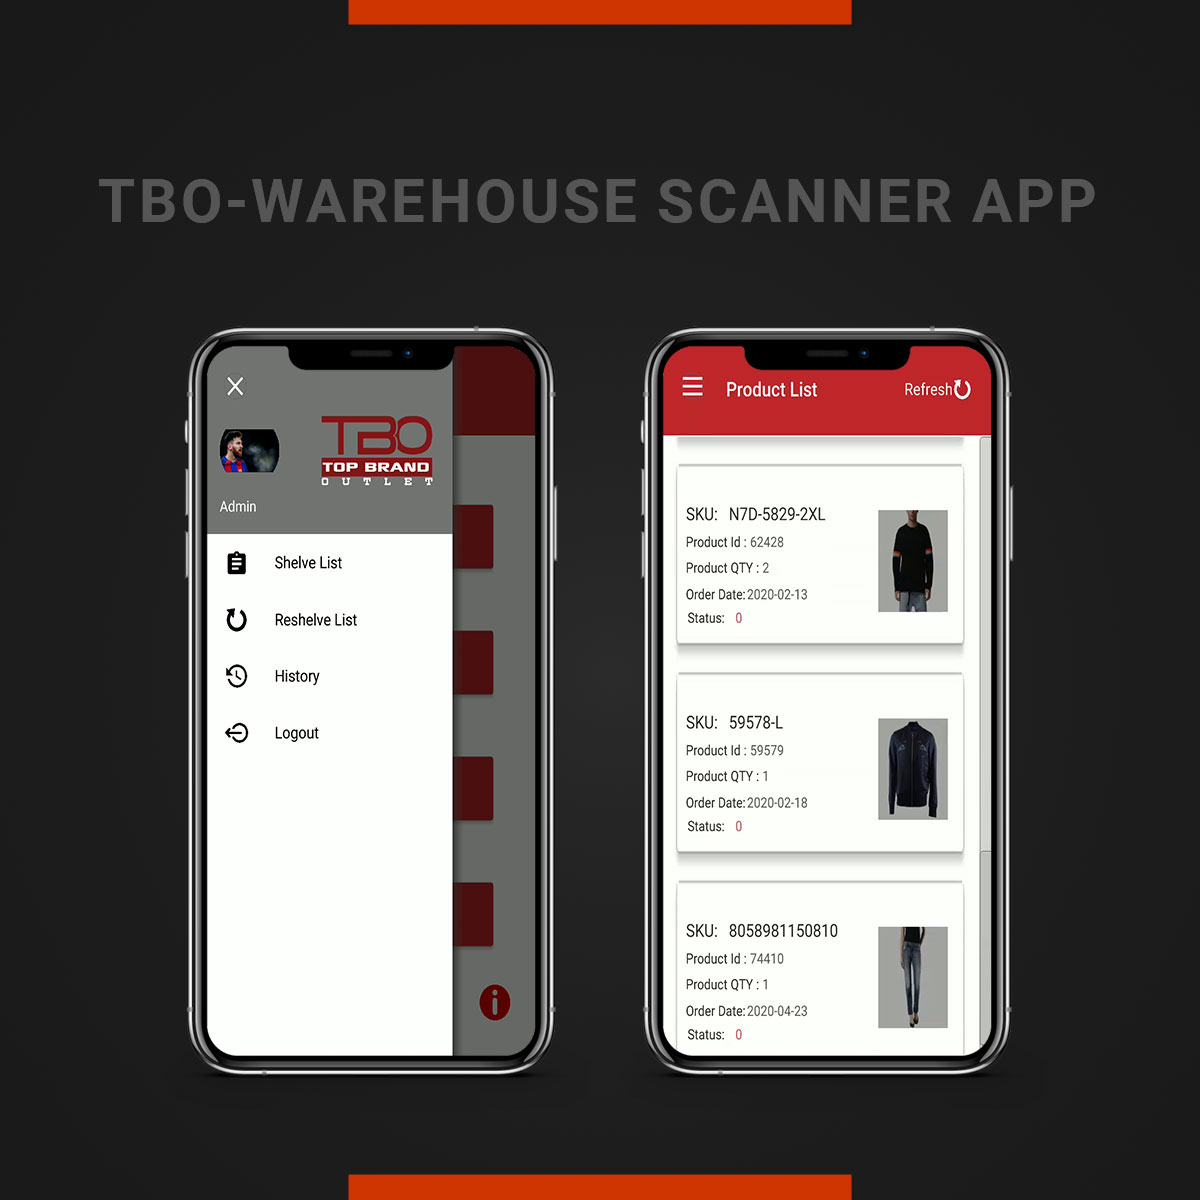 TBO-WAREHOUSE SCANNER APP
TBO
TOP BRAND
OUTLET
Admin
Shelve List
Reshelve List
History
Logout
Product List
Refresh
SKU: N7D-5829-2XL
Product Id : 62428
Product QTY : 2
Order Date: 2020-02-13
Status: 0
SKU: 59578-L
Product Id : 59579
Product QTY : 1
Order Date: 2020-02-18
Status: 0
SKU: 8058981150810
Product Id : 74410
Product QTY : 1
Order Date: 2020-04-23
Status: 0